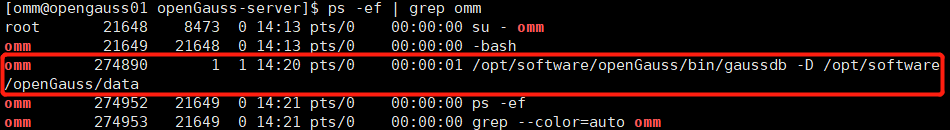 [omm@opengauss01 openGauss-server]$ ps -ef | grep omm
root       21648    8473  0 14:13 pts/0    00:00:00 su - omm
omm        21649   21648  0 14:13 pts/0    00:00:00 -bash
omm       274890       1  1 14:20 pts/0    00:00:01 /opt/software/openGauss/bin/gaussdb -D /opt/software
/openGauss/data
omm       274952   21649  0 14:21 pts/0    00:00:00 ps -ef
omm       274953   21649  0 14:21 pts/0    00:00:00 grep --color=auto omm